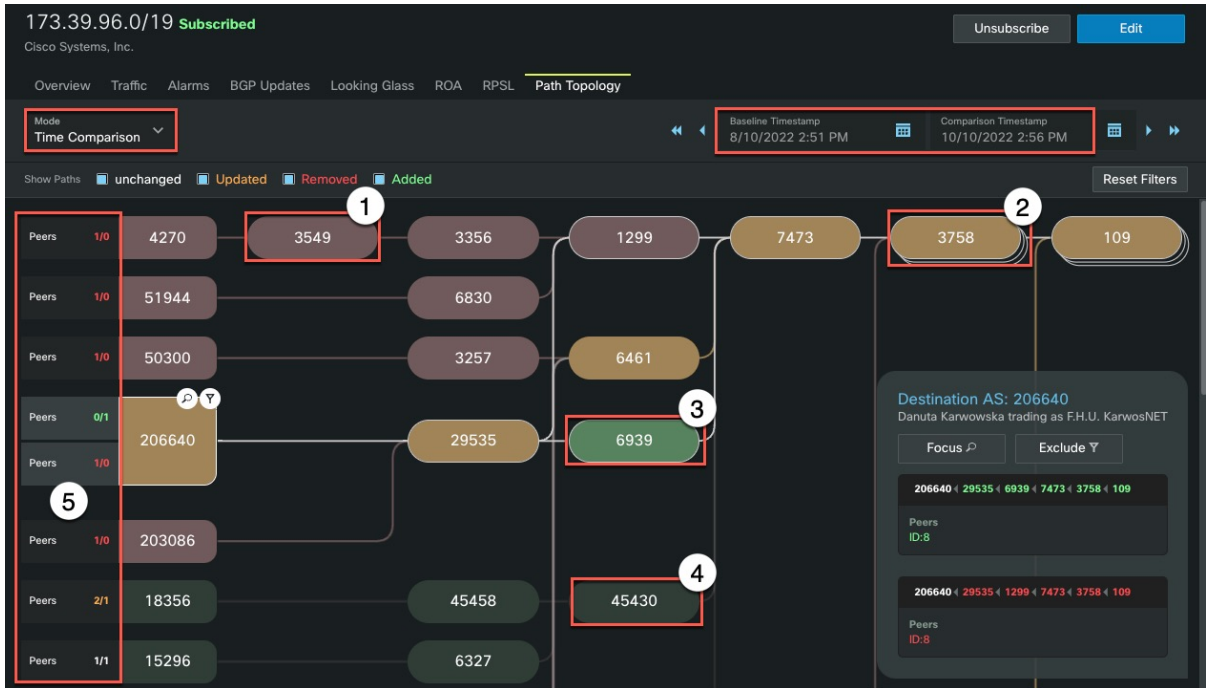 173.39.96.0/19 Subscribed
Cisco Systems, Inc.
Unsubscribe
Edit
Overview Traffic Alarms BGP Updates Looking Glass ROA RPSL Path Topology
Mode
Time Comparison
Baseline Timestamp
8/10/2022 2:51 PM
Comparison Timestamp
10/10/2022 2:56 PM
Show Paths unchanged Updated Removed Added
Reset Filters
1
2
Peers 1/0 4270 3549 3356 1299 7473 3758 109
Peers 1/0 51944 6830
Peers 1/0 50300 3257 6461
3
Peers 0/1
206640 29535 6939
Peers 1/0
5
Peers 1/0 203086
4
Peers 2/1 18356 45458 45430
Peers 1/1 15296 6327
Destination AS: 206640
Danuta Karwowska trading as F.H.U. KarwosNET
Focus
Exclude
206640 29535 6939 7473 3758 109
Peers
ID:8
206640 29535 1299 7473 3758 109
Peers
ID:8